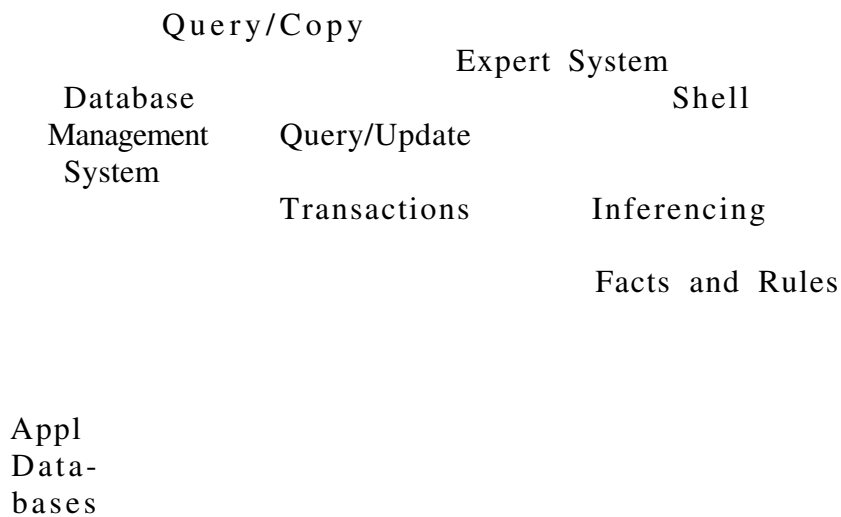 Query/Copy
Expert System
Database Shell
Management Query/Update
System
Transactions Inferencing
Facts and Rules
Appl
Data-
bases